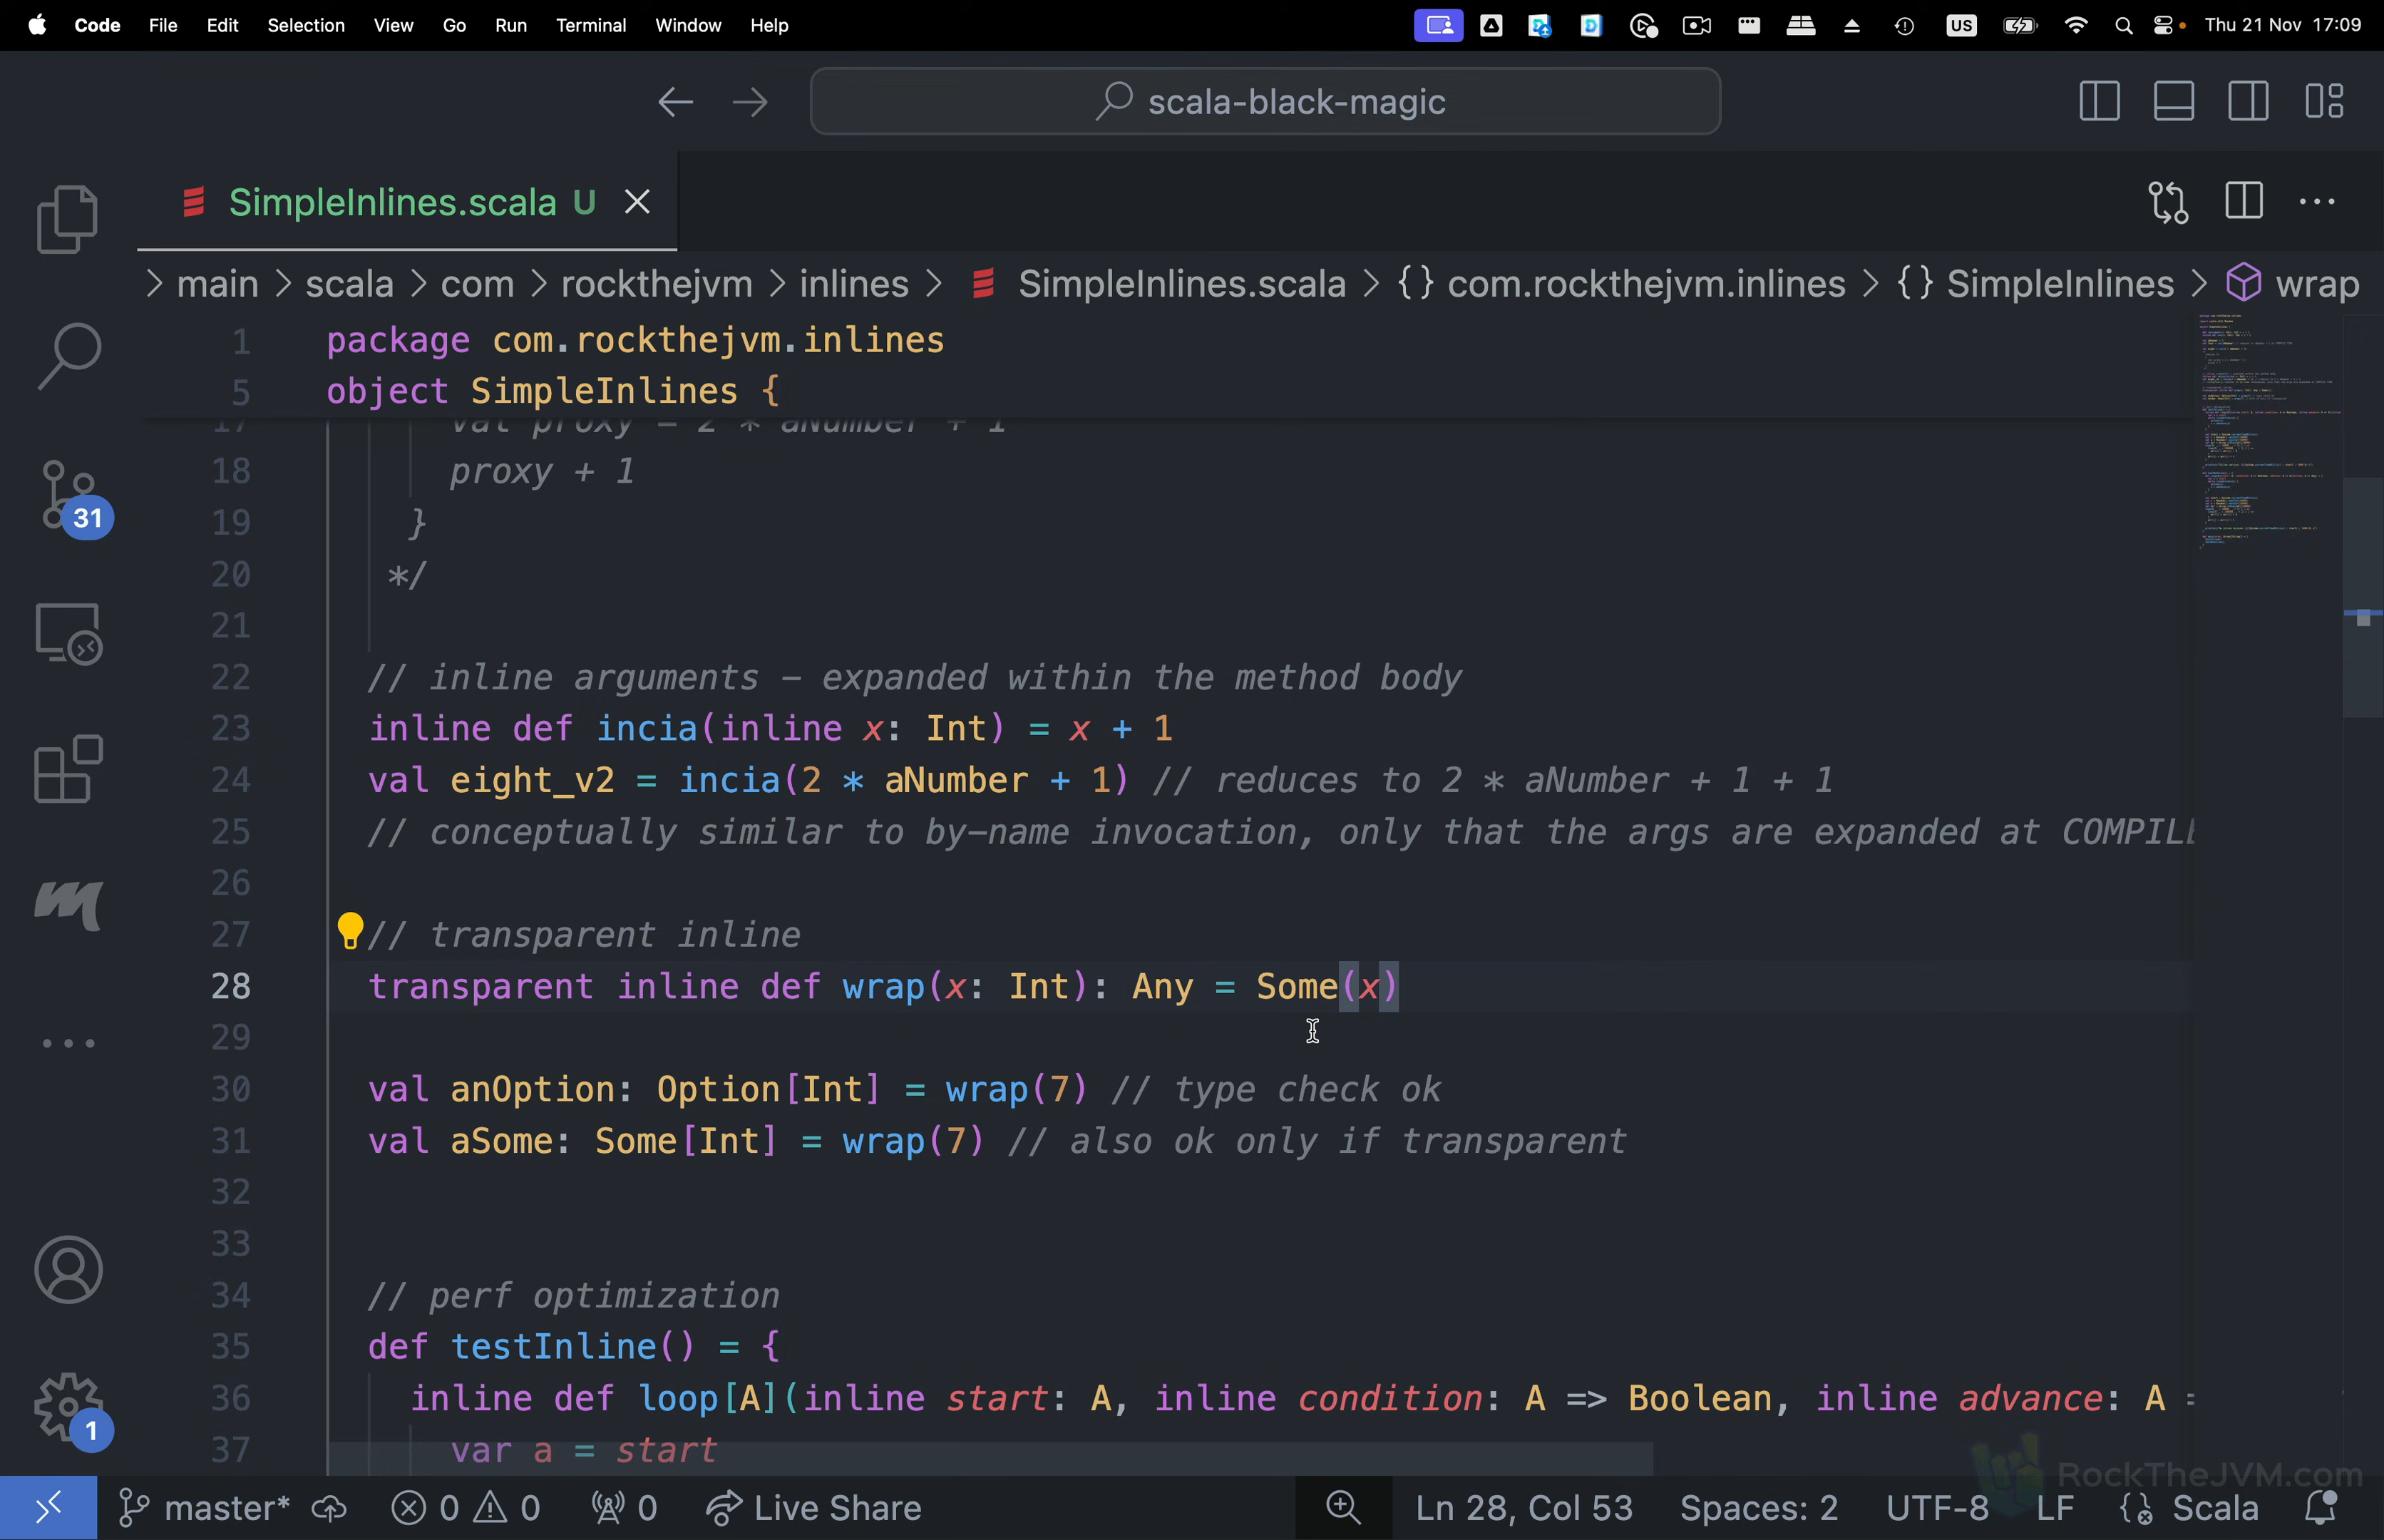 Code File Edit Selection View Go Run Terminal Window Help US Thu 21 Nov 17:09
scala-black-magic
SimpleInlines.scala U
> main > scala > com > rockthejvm > inlines > SimpleInlines.scala > {} com.rockthejvm.inlines > {} SimpleInlines > wrap
1 package com.rockthejvm.inlines
5 object SimpleInlines {
17 val proxy = 2 * aNumber + 1
18 proxy + 1
19 }
20 */
21
22 // inline arguments - expanded within the method body
23 inline def incia(inline x: Int) = x + 1
24 val eight_v2 = incia(2 * aNumber + 1) // reduces to 2 * aNumber + 1 + 1
25 // conceptually similar to by-name invocation, only that the args are expanded at COMPILE
26
27 // transparent inline
28 transparent inline def wrap(x: Int): Any = Some(x)
29
30 val anOption: Option[Int] = wrap(7) // type check ok
31 val aSome: Some[Int] = wrap(7) // also ok only if transparent
32
33
34 // perf optimization
35 def testInline() = {
36 inline def loop[A](inline start: A, inline condition: A => Boolean, inline advance: A =
37 var a = start
31
1
RockTheJVM.com
master* 0 0 0 Live Share Ln 28, Col 53 Spaces: 2 UTF-8 LF Scala